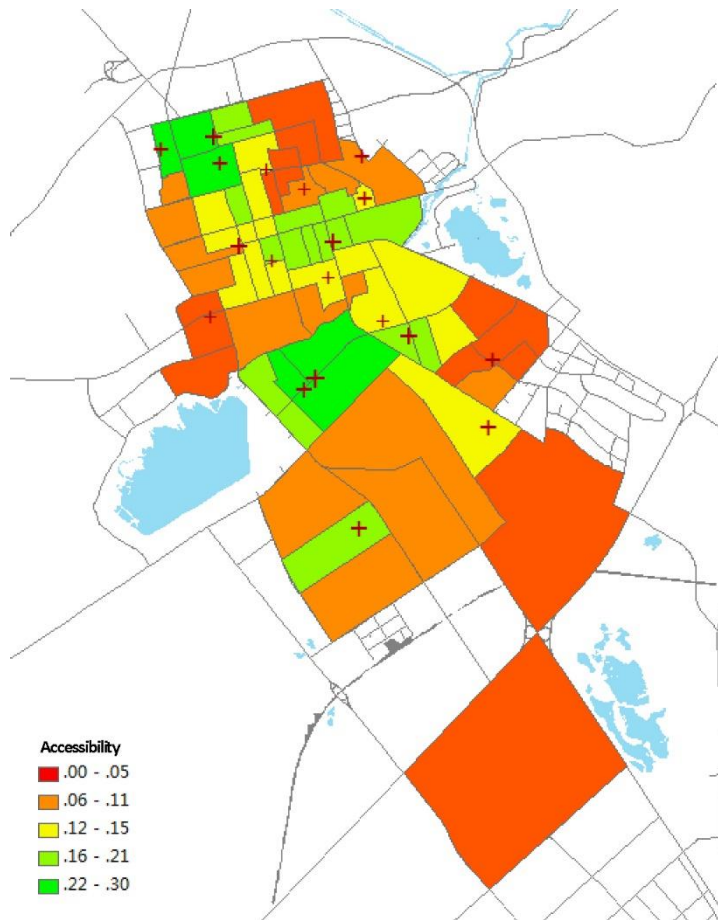 Accessibility
.00 - .05
.06 - .11
.12 - .15
.16 - .21
.22 - .30